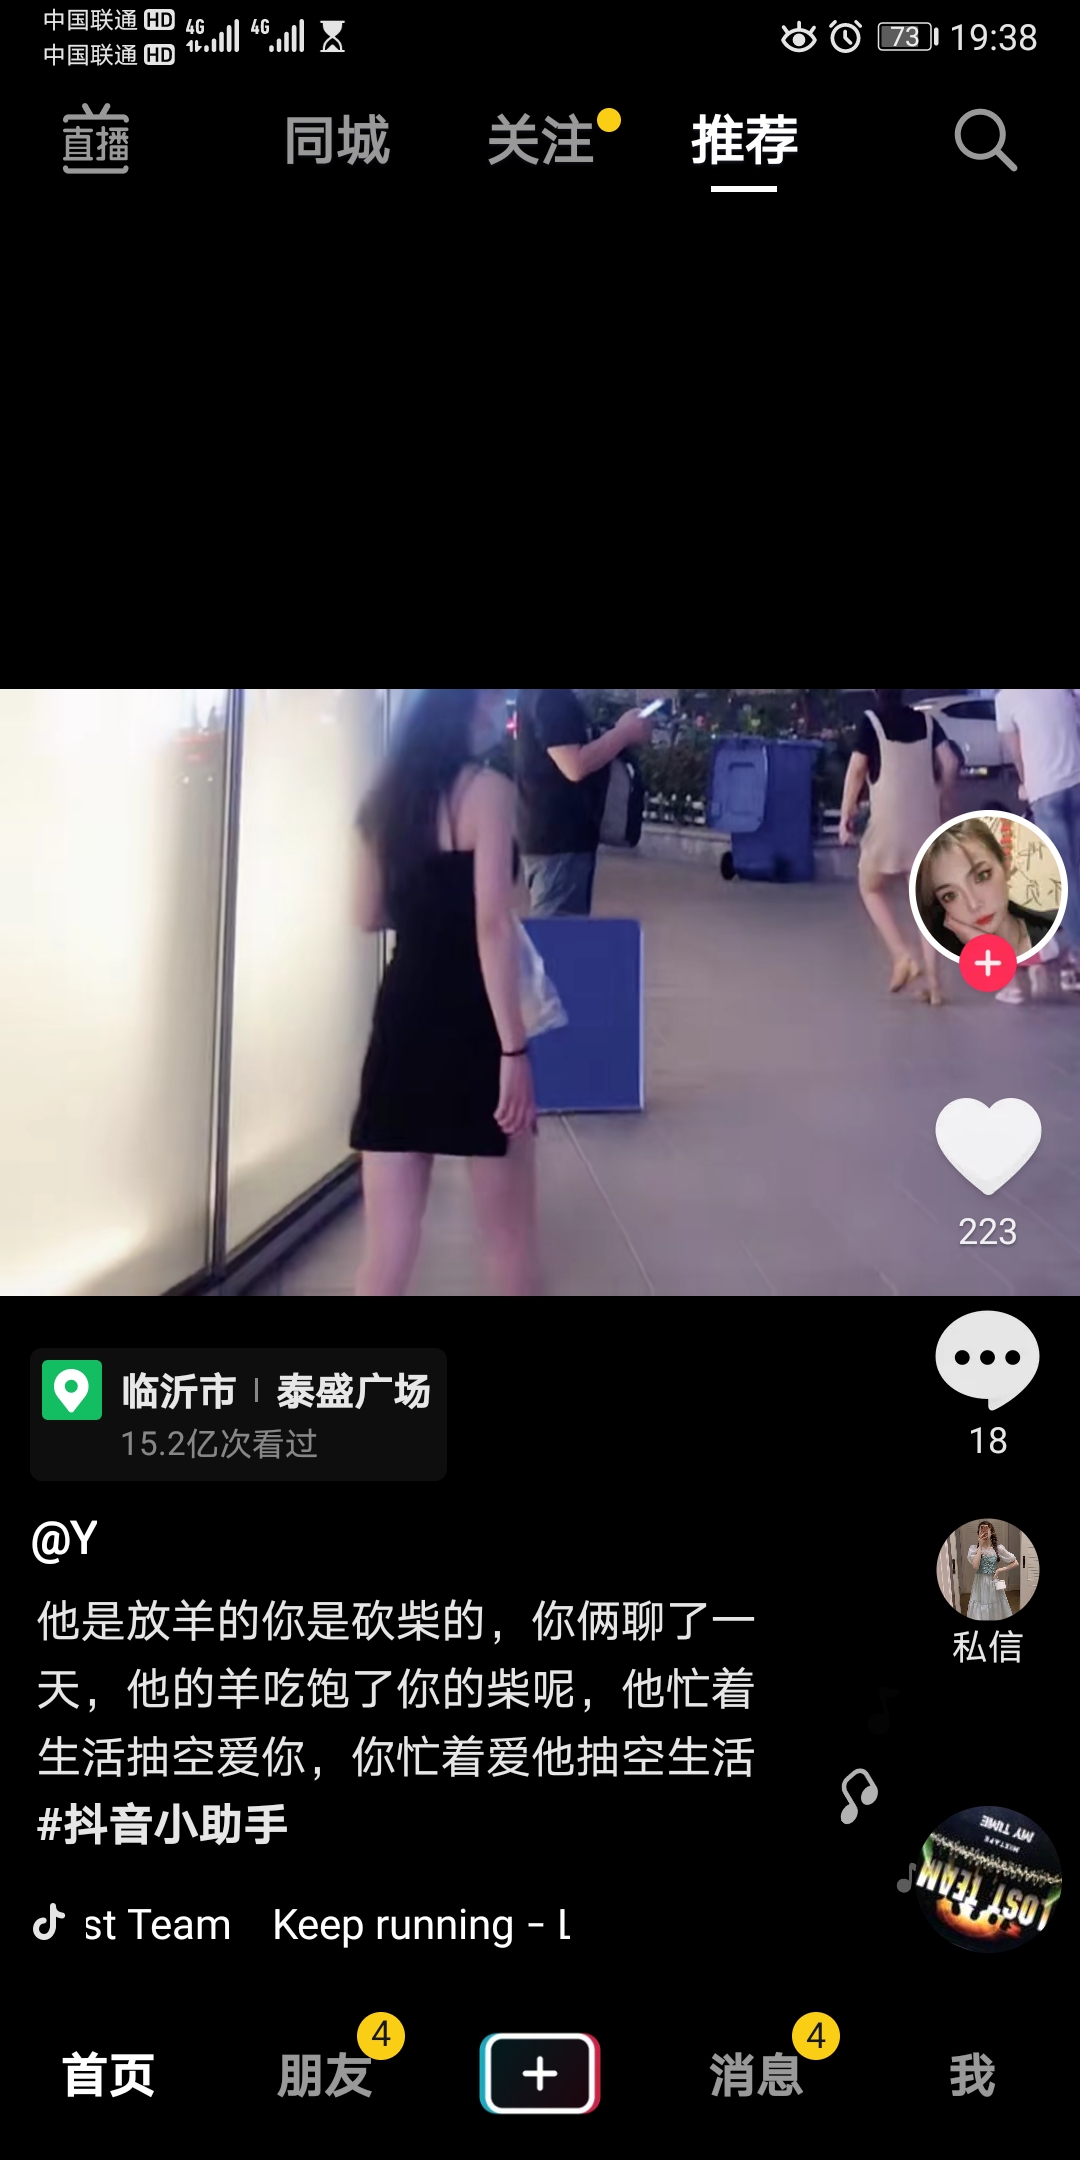 中国联通 HD 4G 4G
中国联通 HD
73 19:38
直播 同城 关注 推荐
223
临沂市 泰盛广场
15.2亿次看过
18
@Y
私信
他是放羊的你是砍柴的，你俩聊了一
天，他的羊吃饱了你的柴呢，他忙着
生活抽空爱你，你忙着爱他抽空生活
#抖音小助手
MY TIME
MIXTAPE
LOST TEAM
st Team Keep running - L
首页 朋友 4 消息 4 我